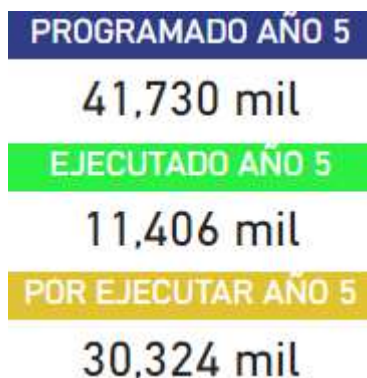 PROGRAMADO AÑO 5
41,730 mil
EJECUTADO AÑO 5
11,406 mil
POR EJECUTAR AÑO 5
30,324 mil